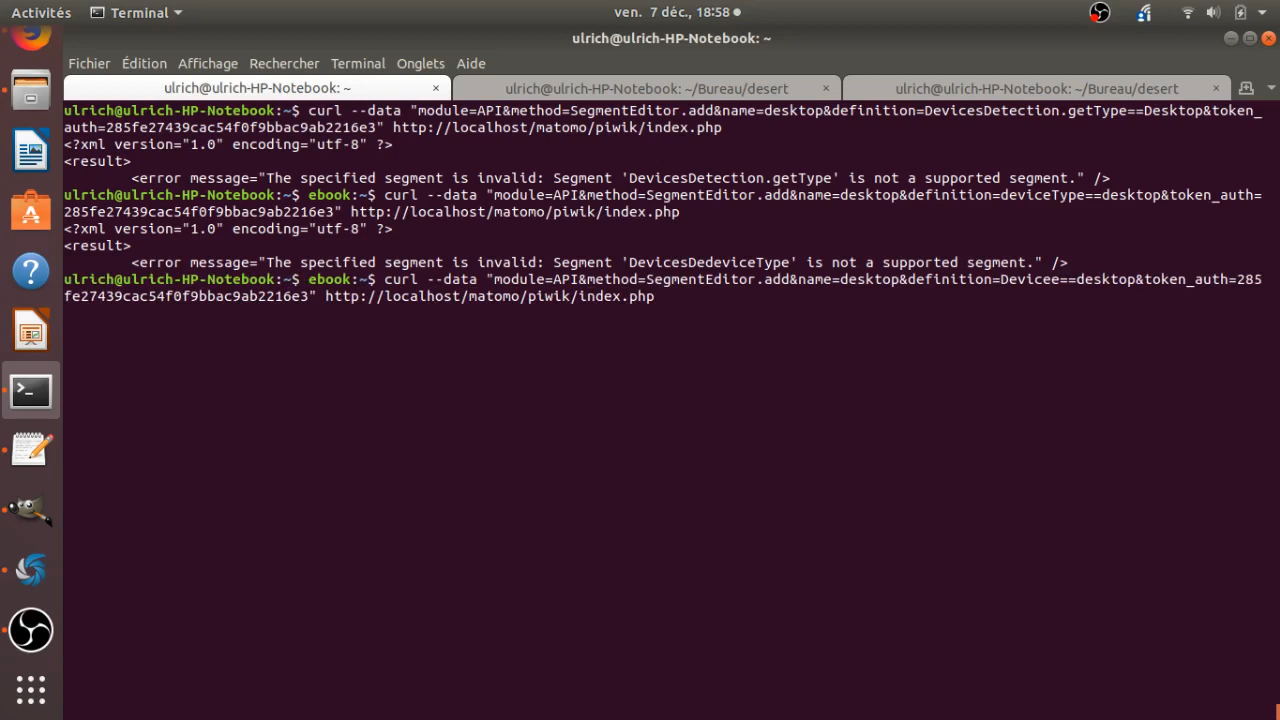 Activités
Terminal
ven. 7 déc., 18:58
ulrich@ulrich-HP-Notebook: ~
Fichier Édition Affichage Rechercher Terminal Onglets Aide
ulrich@ulrich-HP-Notebook: ~ × ulrich@ulrich-HP-Notebook: ~/Bureau/desert × ulrich@ulrich-HP-Notebook: ~/Bureau/desert ×
ulrich@ulrich-HP-Notebook:~$ curl --data "module=API&method=SegmentEditor.add&name=desktop&definition=DevicesDetection.getType==Desktop&token_
auth=285fe27439cac54f0f9bbac9ab2216e3" http://localhost/matomo/piwik/index.php
<?xml version="1.0" encoding="utf-8" ?>
<result>
<error message="The specified segment is invalid: Segment 'DevicesDetection.getType' is not a supported segment." />
ulrich@ulrich-HP-Notebook:~$ ebook:~$ curl --data "module=API&method=SegmentEditor.add&name=desktop&definition=deviceType==desktop&token_auth=
285fe27439cac54f0f9bbac9ab2216e3" http://localhost/matomo/piwik/index.php
<?xml version="1.0" encoding="utf-8" ?>
<result>
<error message="The specified segment is invalid: Segment 'DevicesDedeviceType' is not a supported segment." />
ulrich@ulrich-HP-Notebook:~$ ebook:~$ curl --data "module=API&method=SegmentEditor.add&name=desktop&definition=Devicee==desktop&token_auth=285
fe27439cac54f0f9bbac9ab2216e3" http://localhost/matomo/piwik/index.php